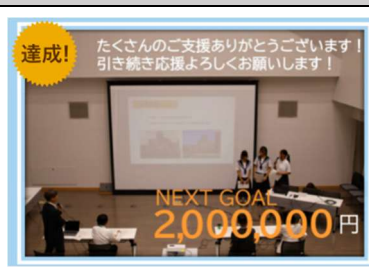 達成!
たくさんのご支援ありがとうございます!
引き続き応援よろしくお願いします!
NEXT GOAL
2,000,000円